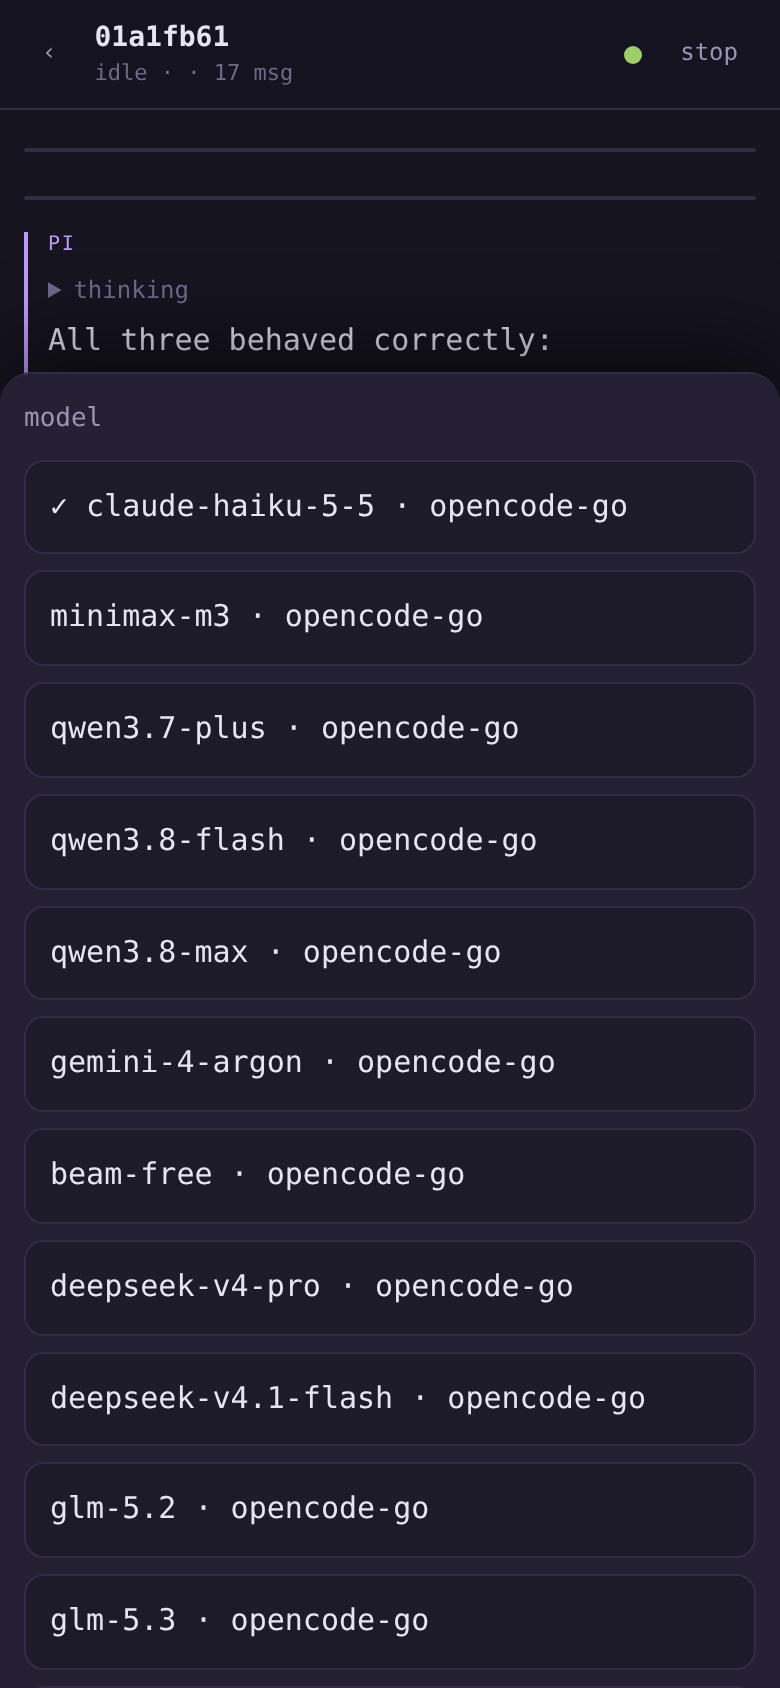 ‹
01a1fb61
idle · · 17 msg
stop
PI
▶ thinking
All three behaved correctly:
model
✓ claude-haiku-5-5 · opencode-go
minimax-m3 · opencode-go
qwen3.7-plus · opencode-go
qwen3.8-flash · opencode-go
qwen3.8-max · opencode-go
gemini-4-argon · opencode-go
beam-free · opencode-go
deepseek-v4-pro · opencode-go
deepseek-v4.1-flash · opencode-go
glm-5.2 · opencode-go
glm-5.3 · opencode-go